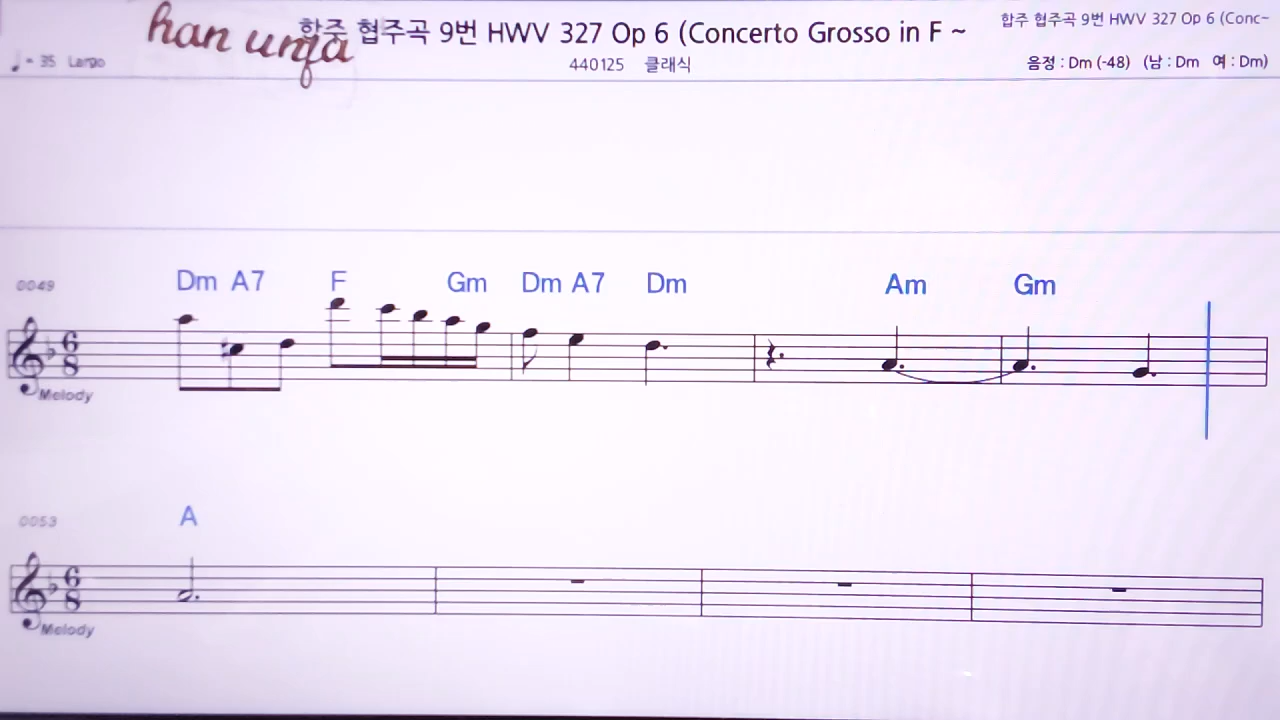 han unfa
합주 협주곡 9번 HWV 327 Op 6 (Concerto Grosso in F ~
합주 협주곡 9번 HWV 327 Op 6 (Conc~
♩ = 35 Largo
440125 클래식
음정 : Dm (-48) (남 : Dm 여 : Dm)
0049 Dm A7 F Gm Dm A7 Dm Am Gm
6 8
Melody
0053 A
6 8
Melody